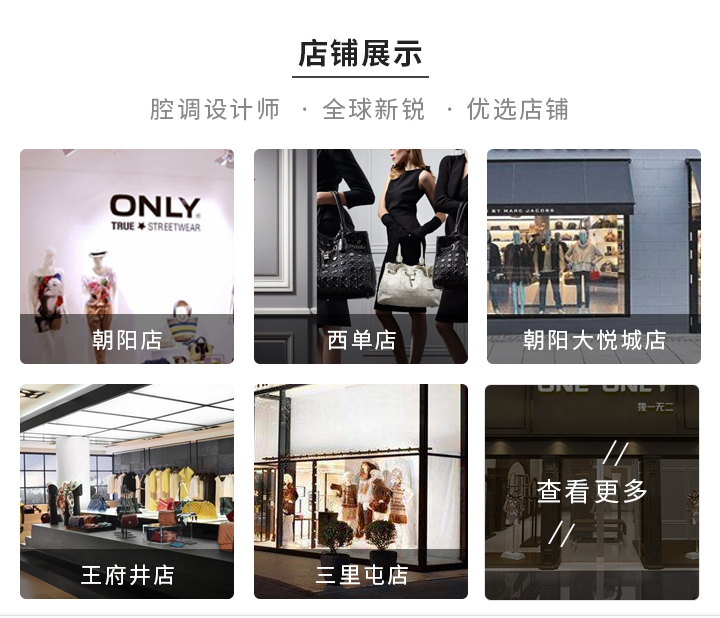 店铺展示
腔调设计师 · 全球新锐 · 优选店铺
ONLY
TRUE ★ STREETWEAR
BY MARC JACOBS
朝阳店
西单店
朝阳大悦城店
ONE ONLY
独一无二
//
查看更多
//
王府井店
三里屯店